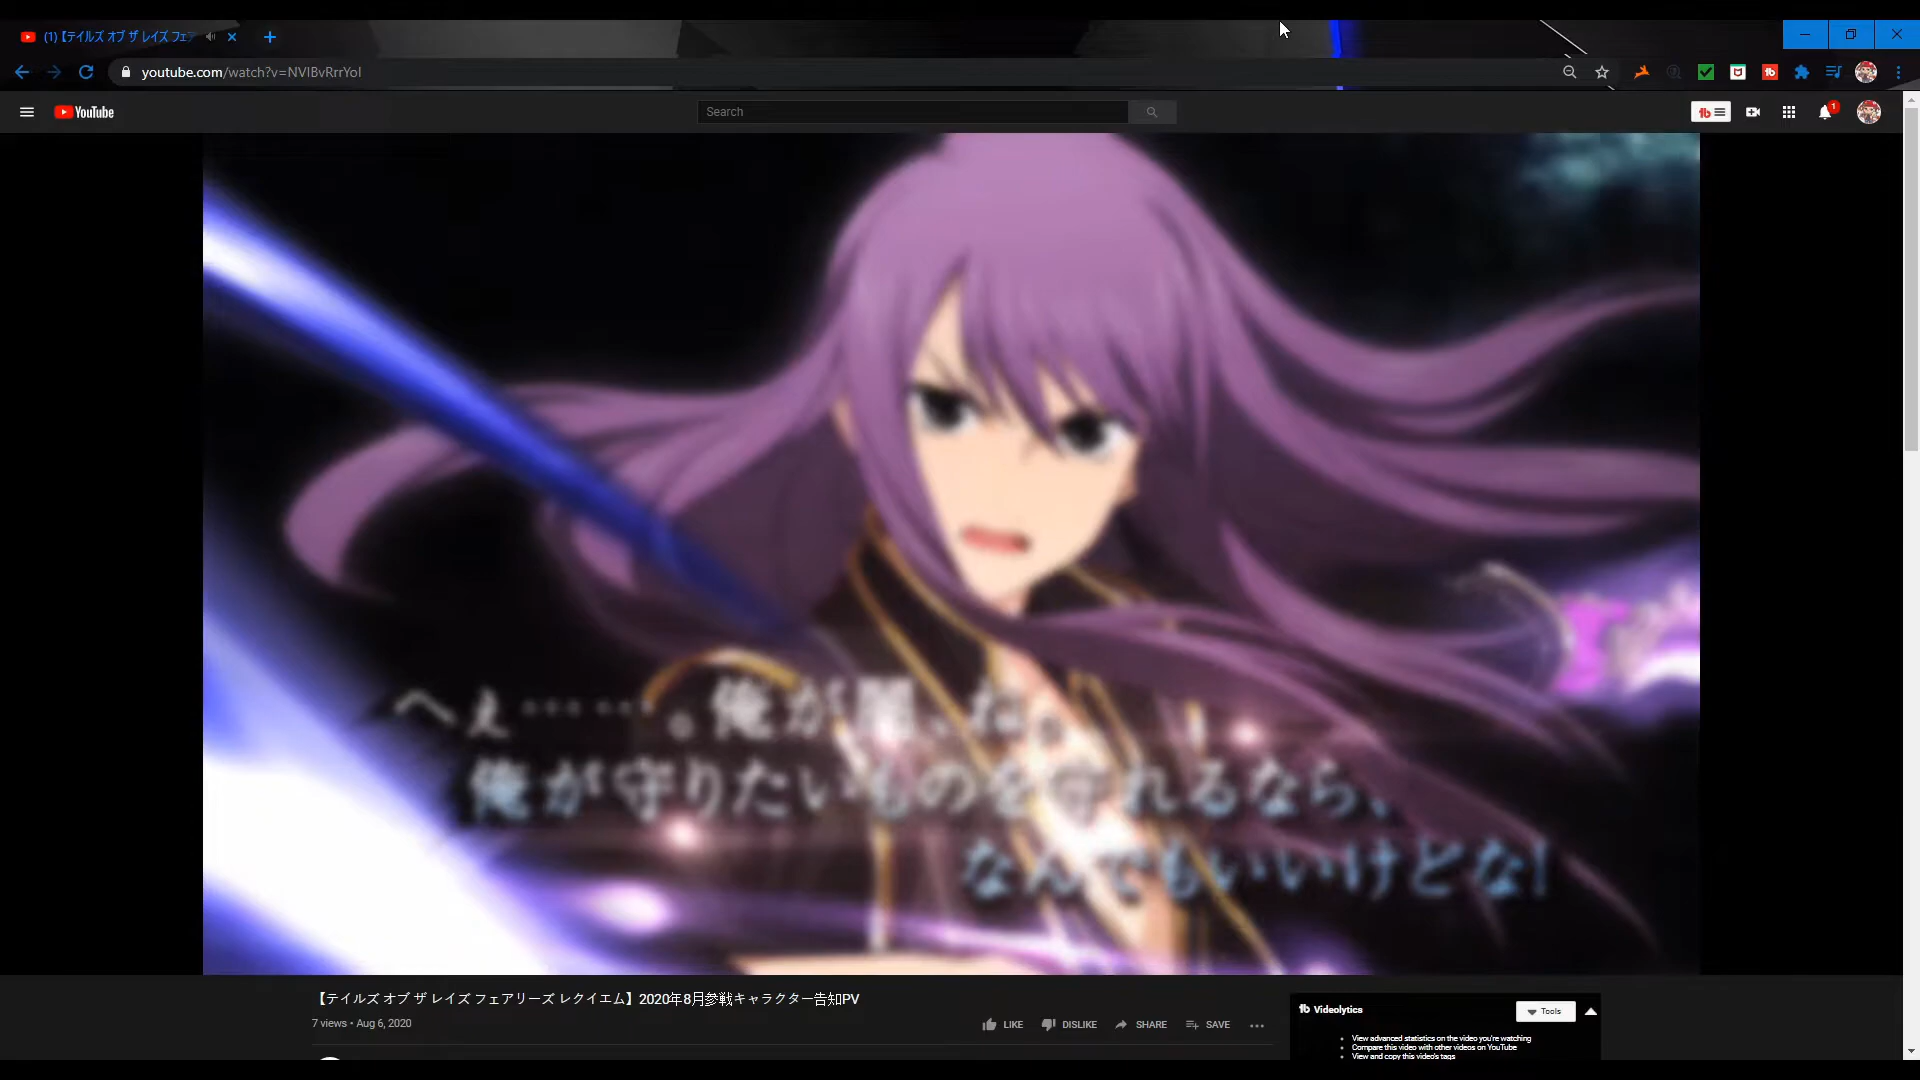 (1)【テイルズ オブ ザ レイズ フェア
youtube.com/watch?v=NVIBvRrrYoI
YouTube
Search
1
へぇ……。俺が闇、ね。
俺が守りたいものを守れるなら、
なんでもいいけどな!
【テイルズ オブ ザ レイズ フェアリーズ レクイエム】2020年8月参戦キャラクター告知PV
7 views • Aug 6, 2020
LIKE
DISLIKE
SHARE
SAVE
Videolytics
Tools
View advanced statistics on the video you're watching
Compare this video with other videos on YouTube
View and copy this video's tags